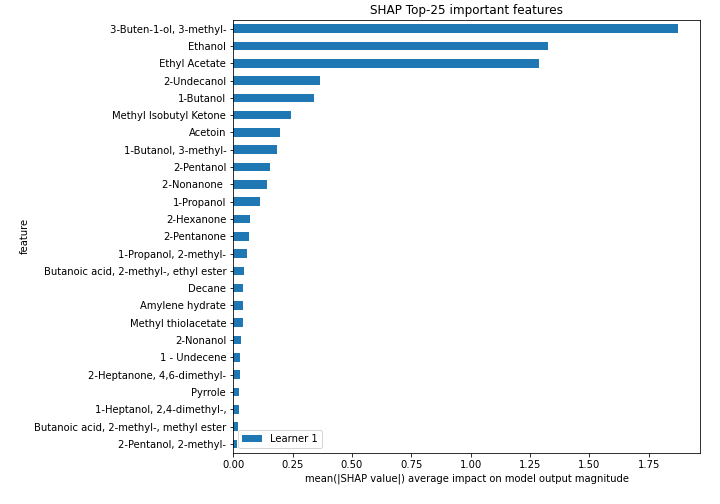 SHAP Top-25 important features
3-Buten-1-ol, 3-methyl-
Ethanol
Ethyl Acetate
2-Undecanol
1-Butanol
Methyl Isobutyl Ketone
Acetoin
1-Butanol, 3-methyl-
2-Pentanol
2-Nonanone
1-Propanol
2-Hexanone
2-Pentanone
1-Propanol, 2-methyl-
Butanoic acid, 2-methyl-, ethyl ester
Decane
Amylene hydrate
Methyl thiolacetate
2-Nonanol
1 - Undecene
2-Heptanone, 4,6-dimethyl-
Pyrrole
1-Heptanol, 2,4-dimethyl-,
Butanoic acid, 2-methyl-, methyl ester
2-Pentanol, 2-methyl-
feature
Learner 1
0.00 0.25 0.50 0.75 1.00 1.25 1.50 1.75
mean(|SHAP value|) average impact on model output magnitude